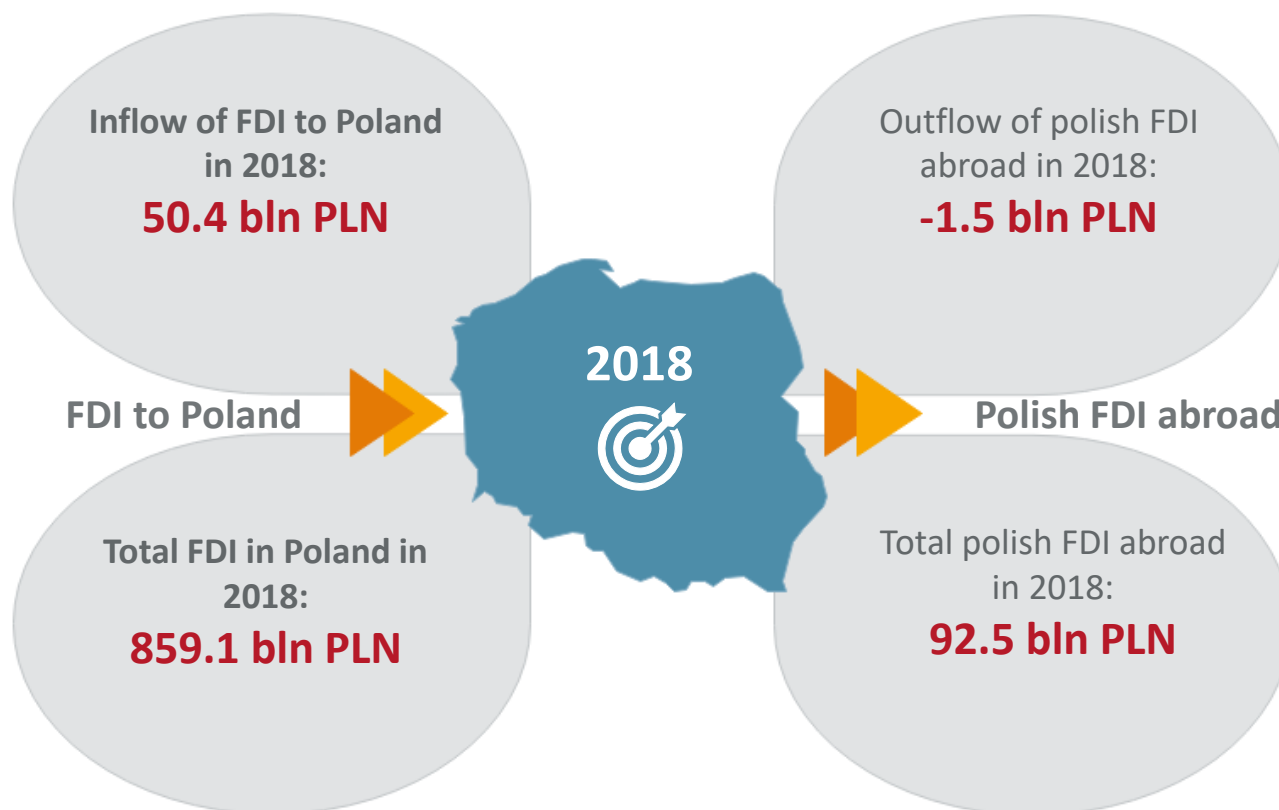 Inflow of FDI to Poland
in 2018:
50.4 bln PLN
Outflow of polish FDI
abroad in 2018:
-1.5 bln PLN
2018
FDI to Poland
Polish FDI abroad
Total FDI in Poland in
2018:
859.1 bln PLN
Total polish FDI abroad
in 2018:
92.5 bln PLN